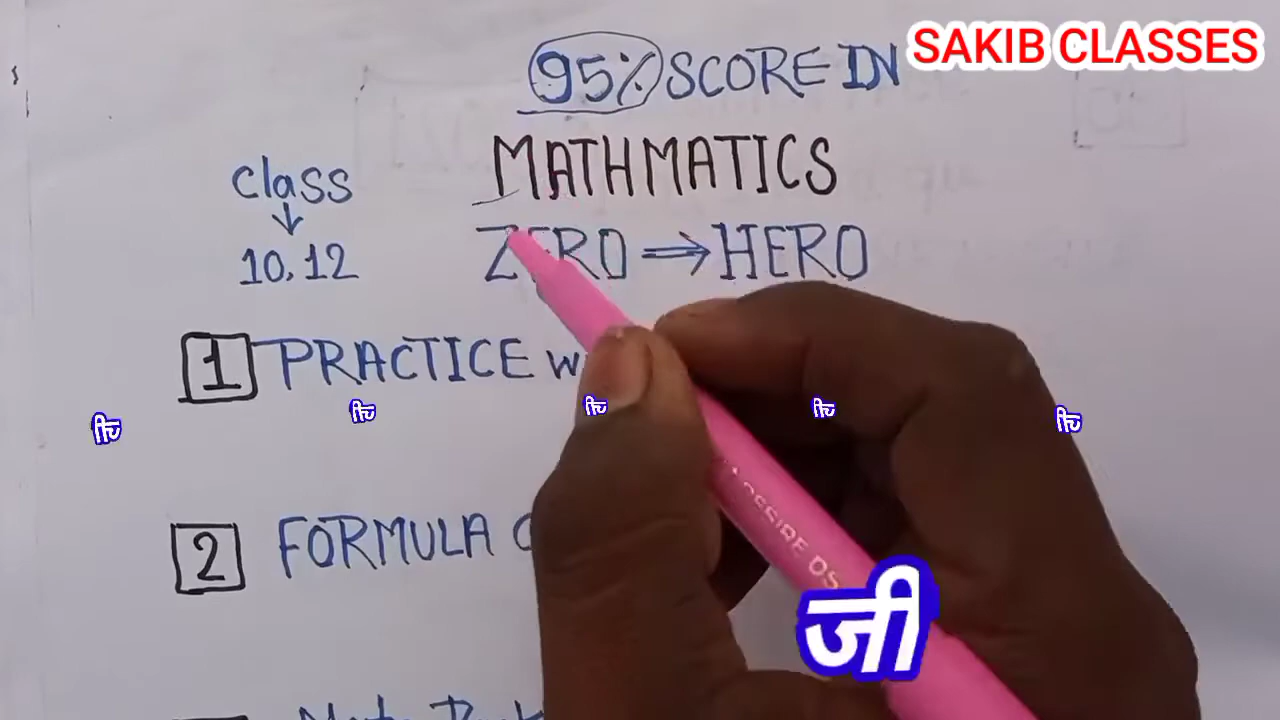 SAKIB CLASSES
95% SCORE IN
MATHMATICS
class
10, 12
ZERO ⇒ HERO
1 PRACTICE
2 FORMULA
जी